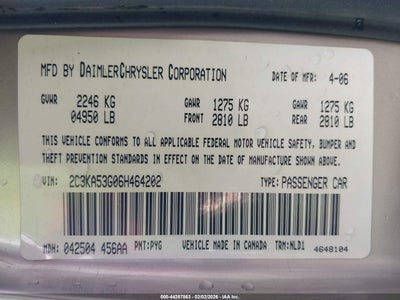 MFD BY DAIMLERCHRYSLER CORPORATION DATE OF MFR: 4-06
GVWR 2246 KG GAWR 1275 KG GAWR 1275 KG
04950 LB FRONT 2810 LB REAR 2810 LB
THIS VEHICLE CONFORMS TO ALL APPLICABLE FEDERAL MOTOR VEHICLE SAFETY, BUMPER, AND
THEFT PREVENTION STANDARDS IN EFFECT ON THE DATE OF MANUFACTURE SHOWN ABOVE.
VIN: 2C3KA53G06H464202 TYPE: PASSENGER CAR
MDH: 042504 456AA PNT: PYG VEHICLE MADE IN CANADA TRM: NLD1
4648104
000-44257863 02/02/2026 - IAA Inc.